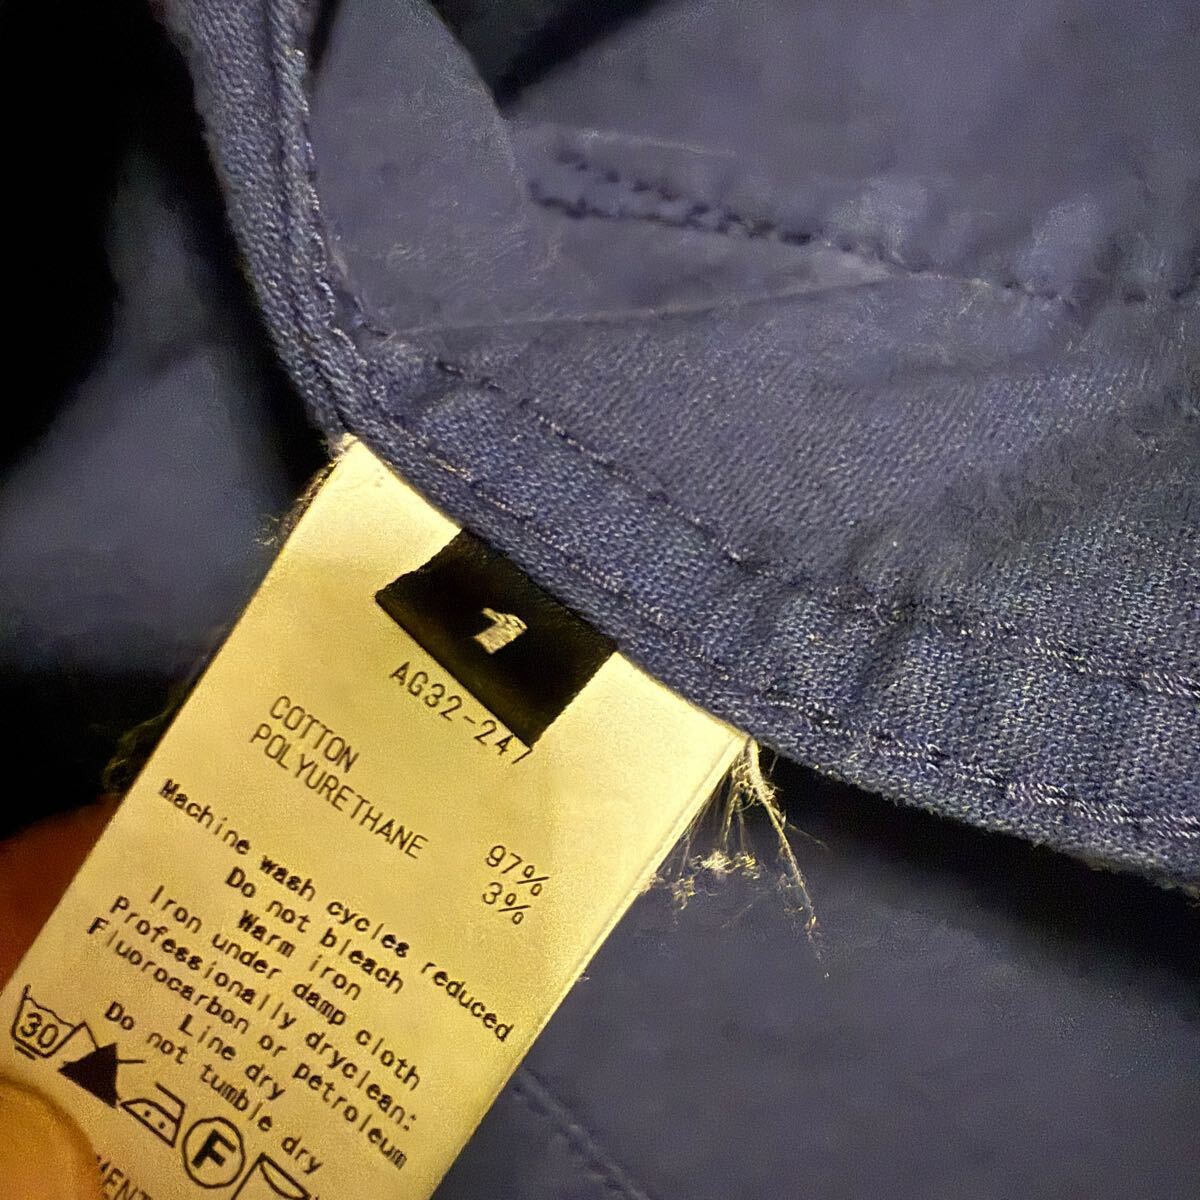 1
AG32-247
COTTON 97%
POLYURETHANE 3%
Machine wash cycles reduced
Do not bleach
Warm iron
Iron under damp cloth
Professionally dryclean:
Fluorocarbon or petroleum
Line dry
Do not tumble dry
30
F